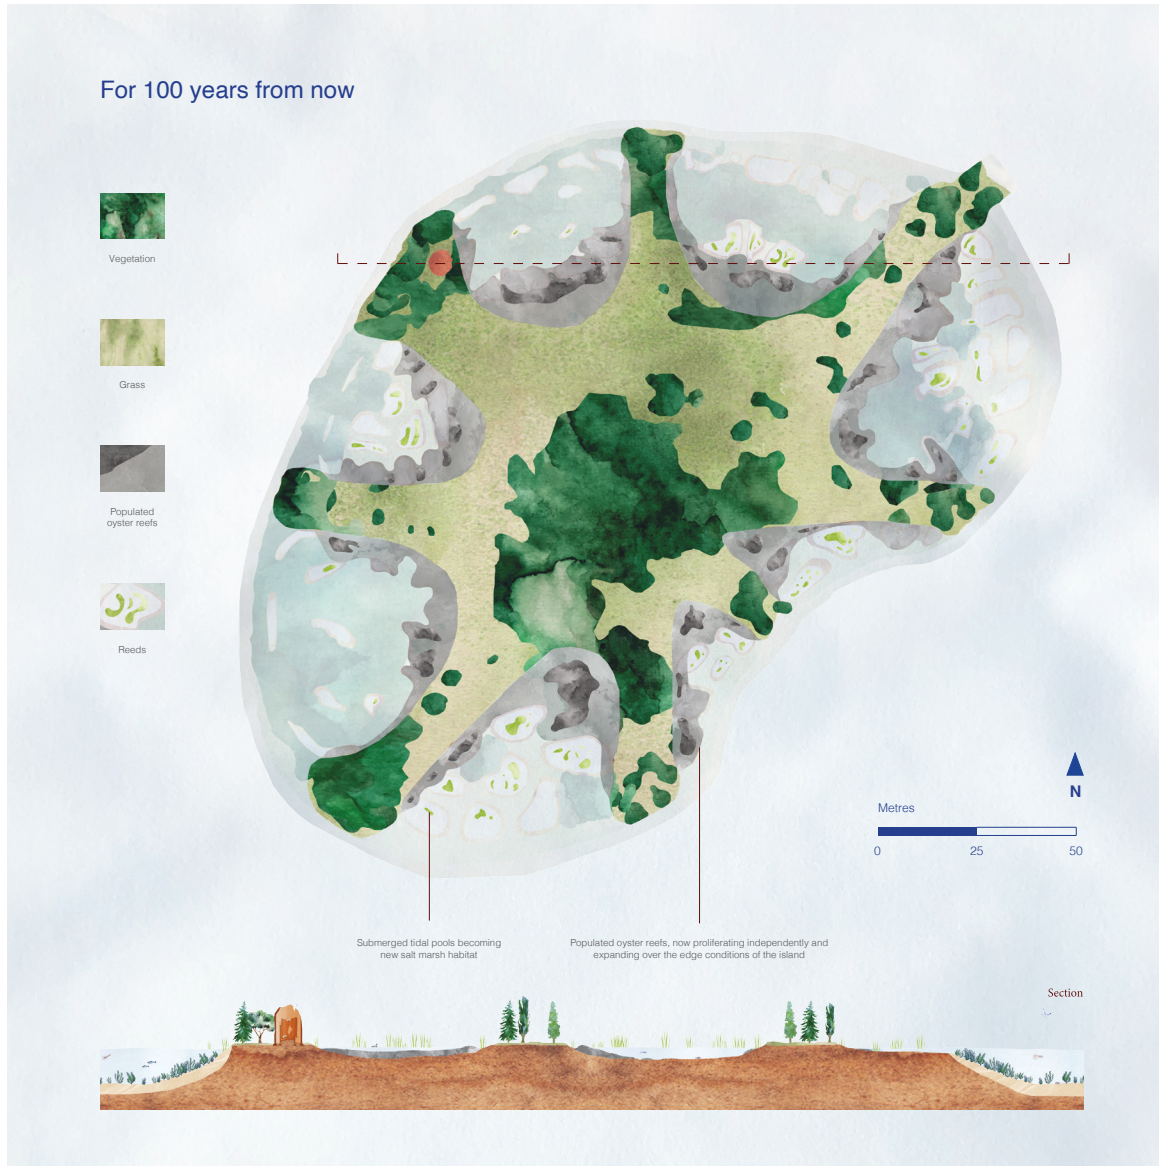 For 100 years from now
Vegetation
Grass
Populated
oyster reefs
Reeds
N
Metres
0 25 50
Submerged tidal pools becoming
new salt marsh habitat
Populated oyster reefs, now proliferating independently and
expanding over the edge conditions of the island
Section